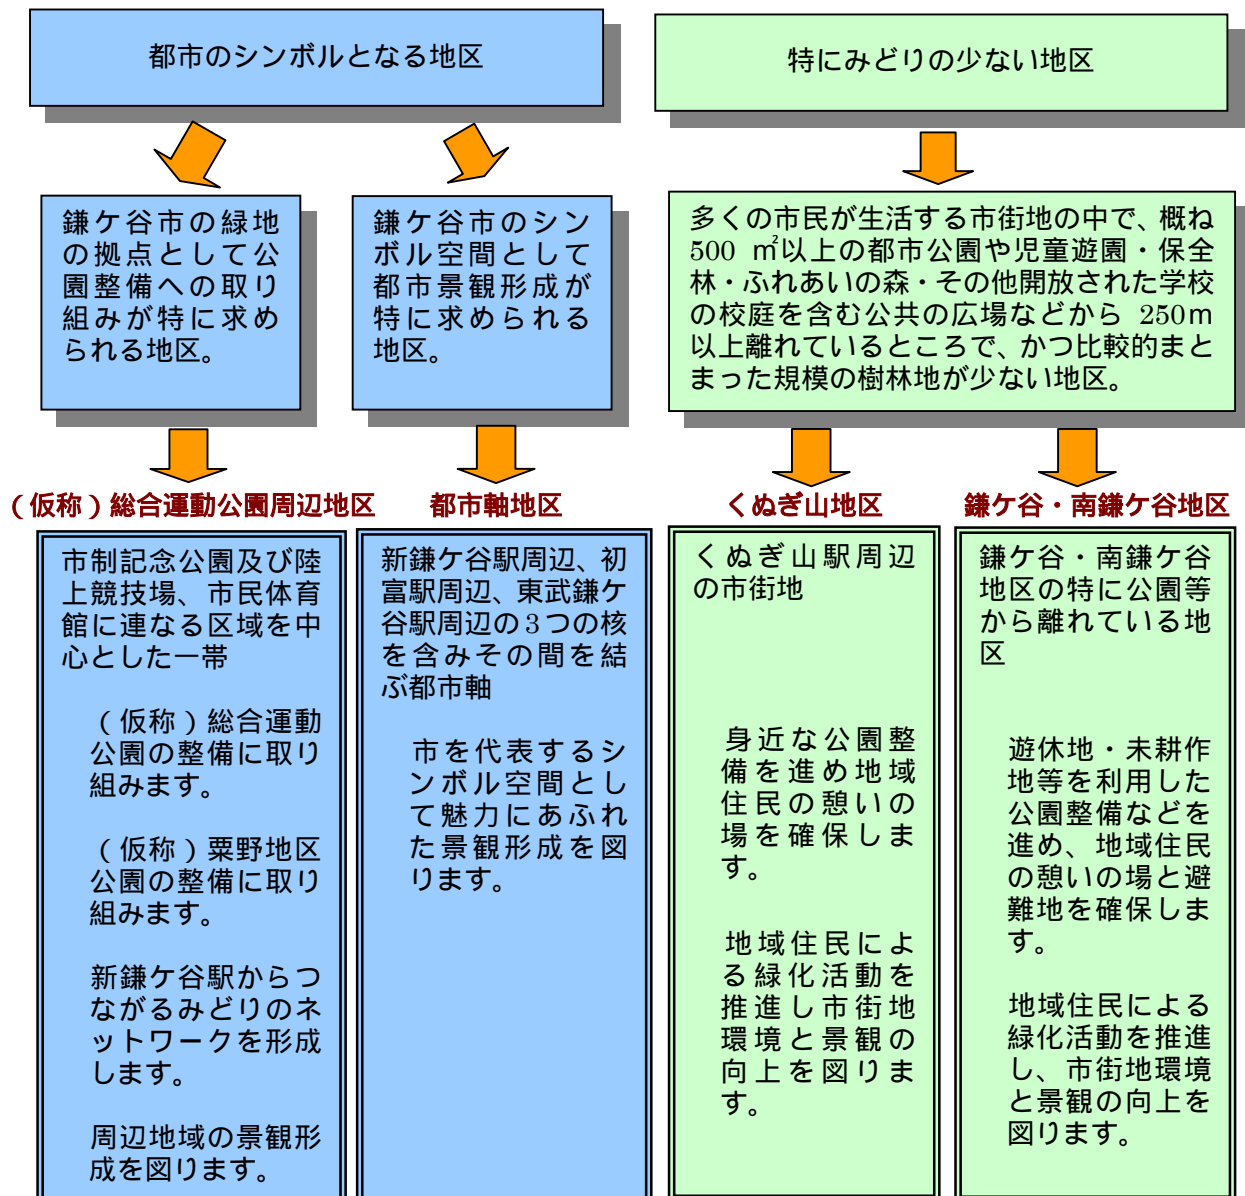 都市のシンボルとなる地区
特にみどりの少ない地区
鎌ケ谷市の緑地
の拠点として公
園整備への取り
組みが特に求め
られる地区。
鎌ケ谷市のシン
ボル空間として
都市景観形成が
特に求められる
地区。
多くの市民が生活する市街地の中で、概ね
500 ㎡以上の都市公園や児童遊園・保全
林・ふれあいの森・その他開放された学校
の校庭を含む公共の広場などから 250m
以上離れているところで、かつ比較的まと
まった規模の樹林地が少ない地区。
(仮称)総合運動公園周辺地区
市制記念公園及び陸
上競技場、市民体育
館に連なる区域を中
心とした一帯
(仮称)総合運動
公園の整備に取り
組みます。
(仮称)粟野地区
公園の整備に取り
組みます。
新鎌ケ谷駅からつ
ながるみどりのネ
ットワークを形成
します。
周辺地域の景観形
成を図ります。
都市軸地区
新鎌ケ谷駅周辺、初
富駅周辺、東武鎌ケ
谷駅周辺の3つの核
を含みその間を結
ぶ都市軸
市を代表するシ
ンボル空間とし
て魅力にあふれ
た景観形成を図
ります。
くぬぎ山地区
くぬぎ山駅周辺
の市街地
身近な公園整
備を進め地域
住民の憩いの
場を確保しま
す。
地域住民によ
る緑化活動を
推進し市街地
環境と景観の
向上を図りま
す。
鎌ケ谷・南鎌ケ谷地区
鎌ケ谷・南鎌ケ谷
地区の特に公園等
から離れている地
区
遊休地・未耕作
地等を利用した
公園整備などを
進め、地域住民
の憩いの場と避
難地を確保しま
す。
地域住民による
緑化活動を推進
し、市街地環境
と景観の向上を
図ります。